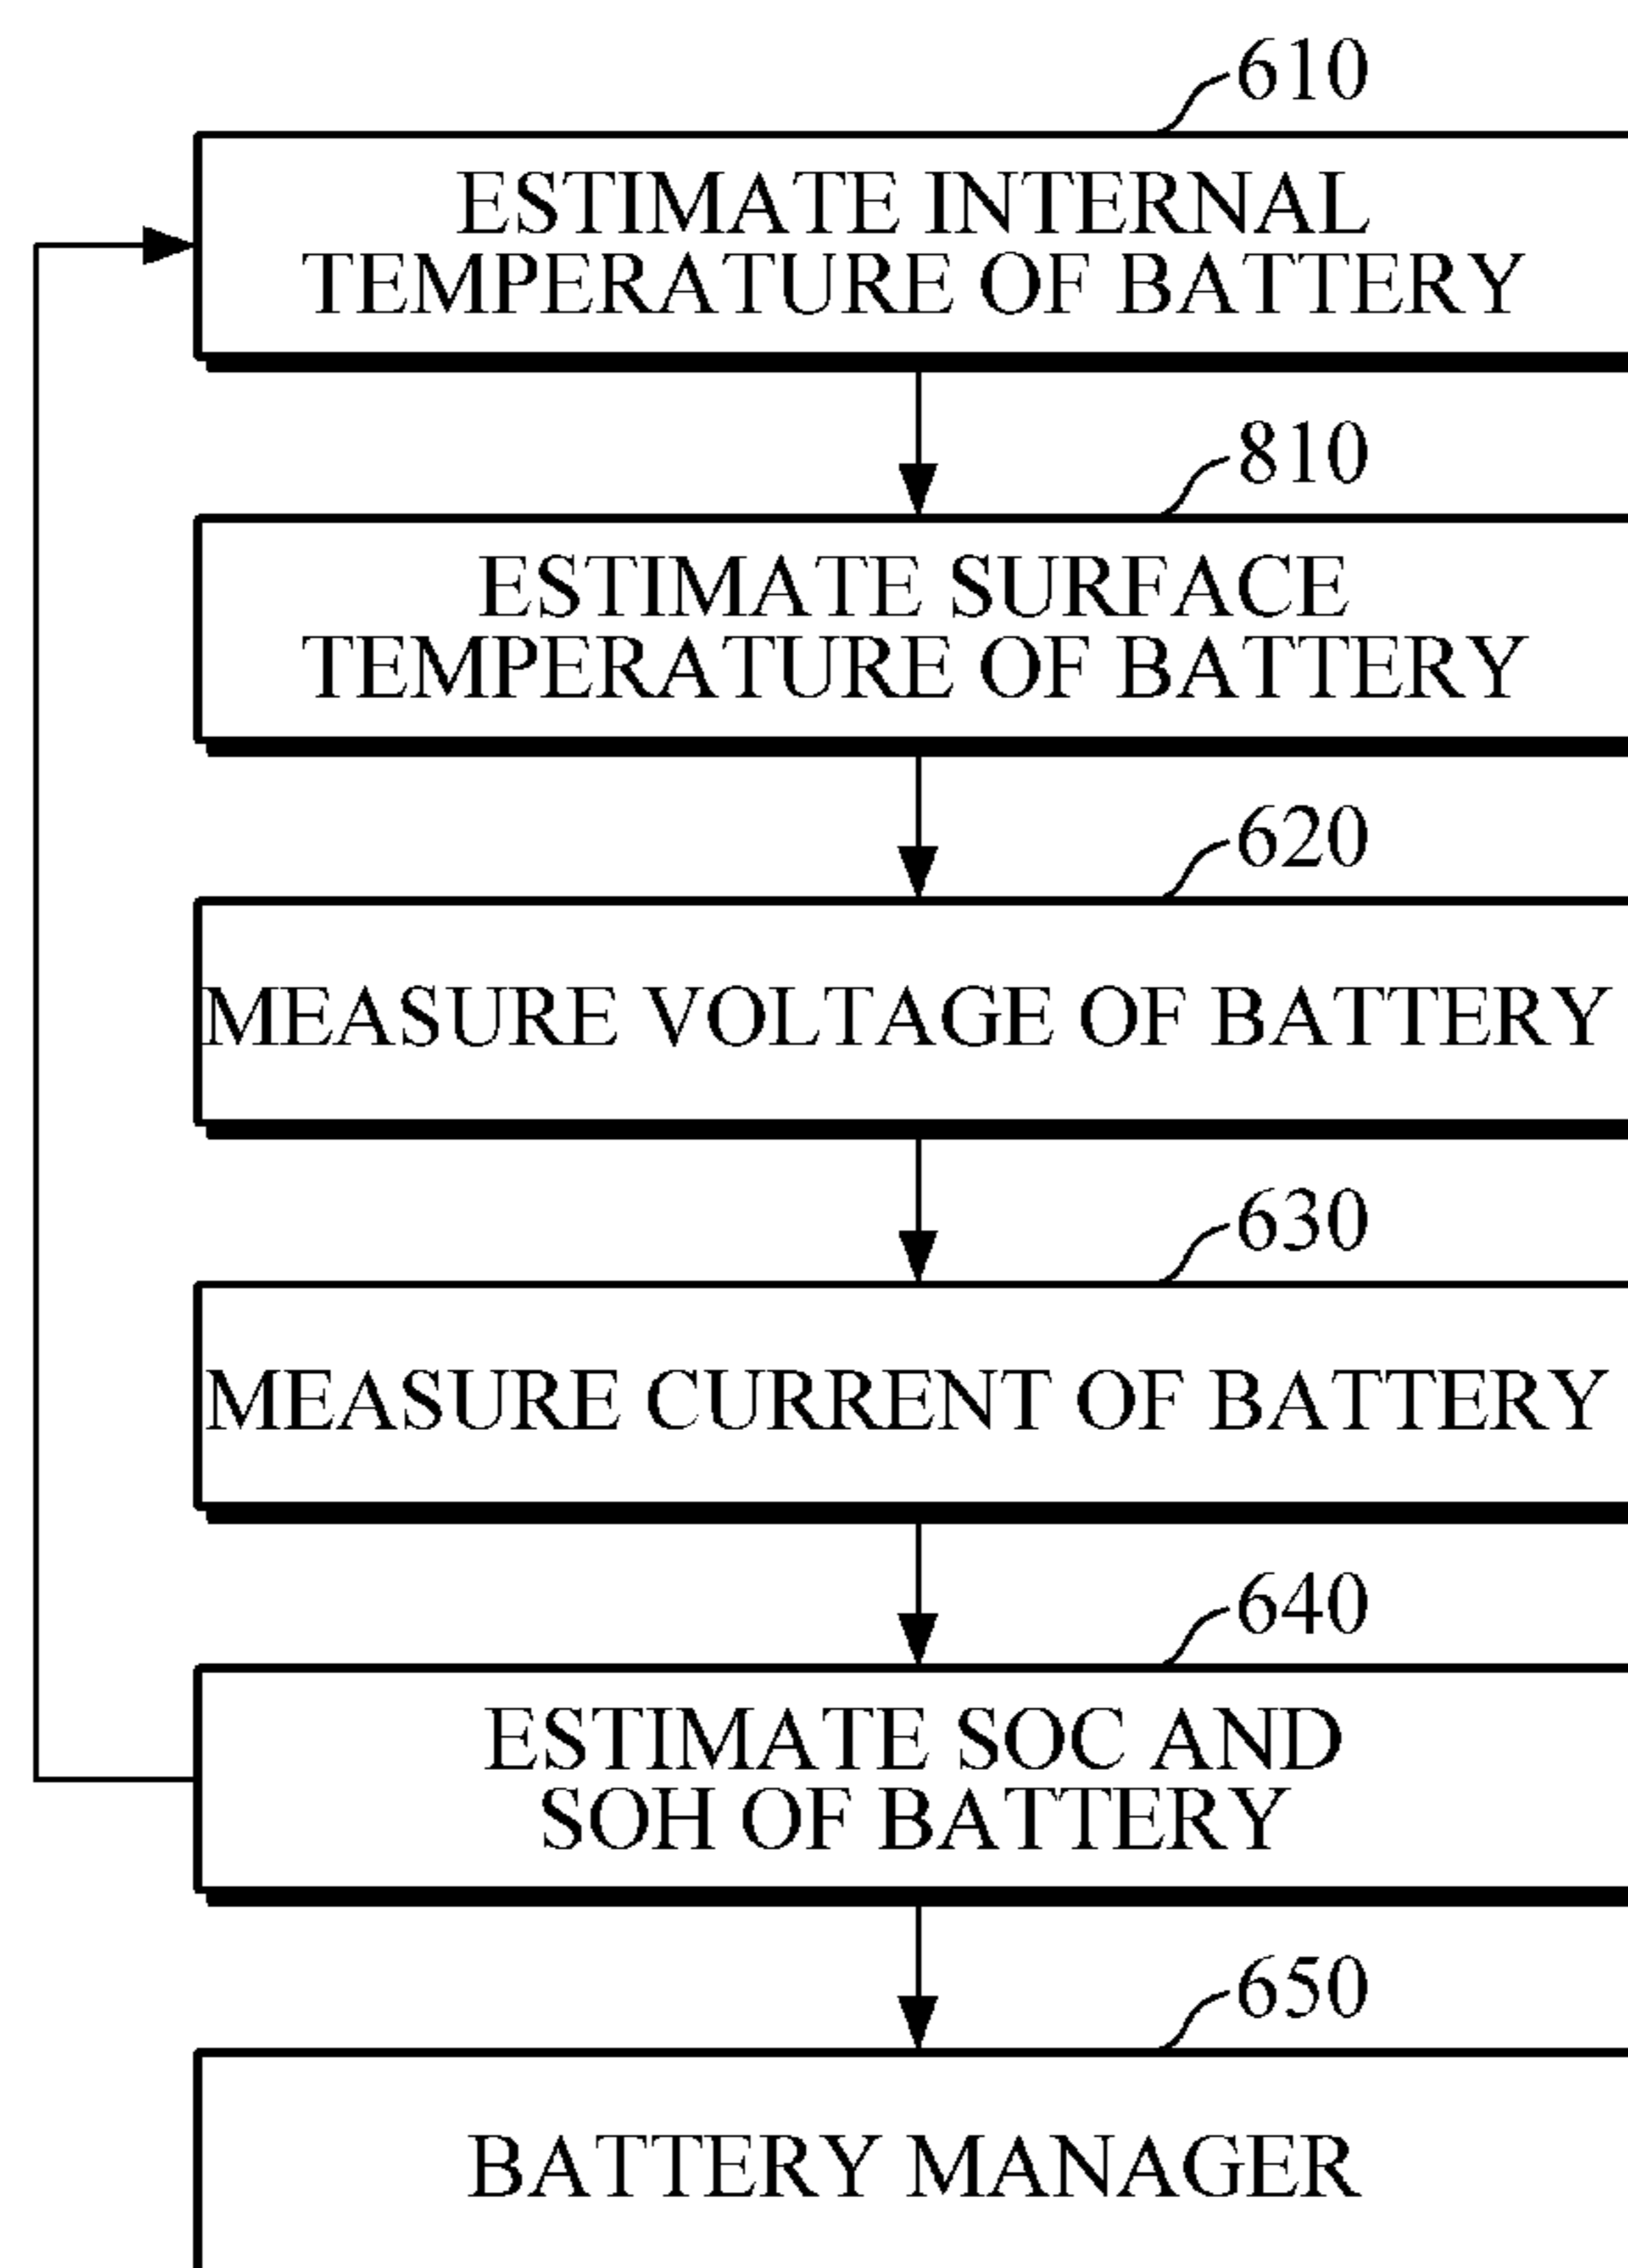 610
ESTIMATE INTERNAL
TEMPERATURE OF BATTERY
810
ESTIMATE SURFACE
TEMPERATURE OF BATTERY
620
MEASURE VOLTAGE OF BATTERY
630
MEASURE CURRENT OF BATTERY
640
ESTIMATE SOC AND
SOH OF BATTERY
650
BATTERY MANAGER